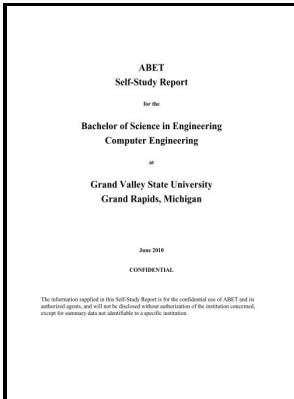 ABET
Self-Study Report
for the
Bachelor of Science in Engineering
Computer Engineering
at
Grand Valley State University
Grand Rapids, Michigan
June 2010
CONFIDENTIAL
The information supplied in this Self-Study Report is for the confidential use of ABET and its
authorized agents, and will not be disclosed without authorization of the institution concerned,
except for summary data not identifiable to a specific institution.